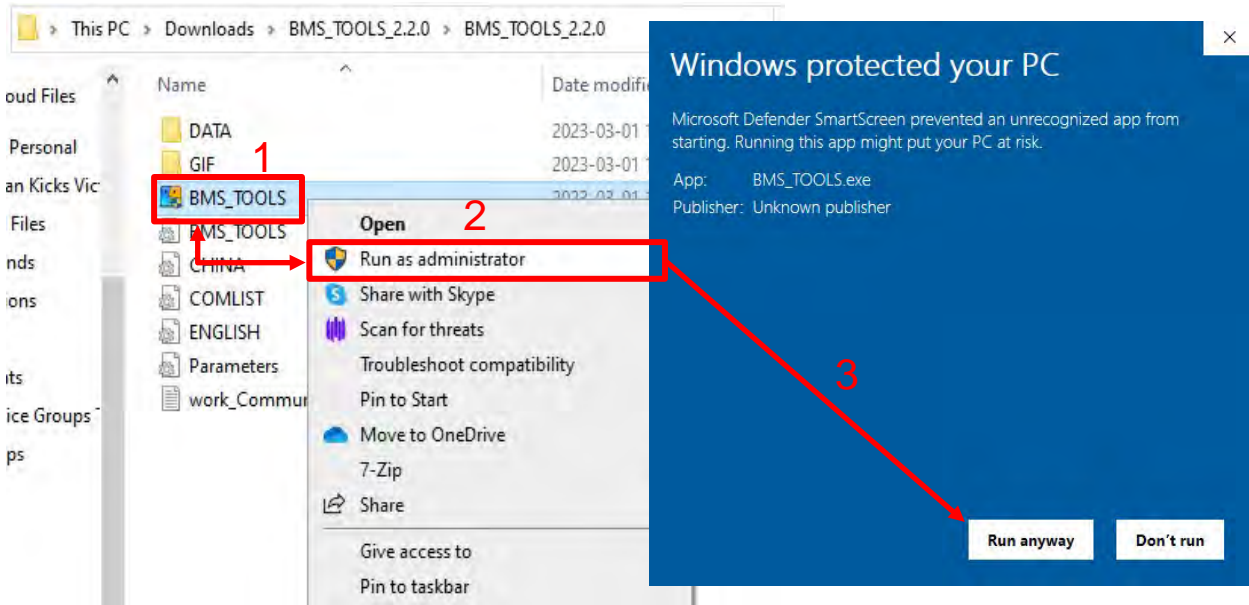 This PC > Downloads > BMS_TOOLS_2.2.0 > BMS_TOOLS_2.2.0
Name
Date modifi
oud Files
Personal
an Kicks Vic
Files
nds
ions
ats
ice Groups
ps
DATA
2023-03-01 1
GIF
2023-03-01
1
BMS_TOOLS
BMS_TOOLS
CHINA
COMLIST
ENGLISH
Parameters
work_Commun
2
Open
Run as administrator
Share with Skype
Scan for threats
Troubleshoot compatibility
Pin to Start
Move to OneDrive
7-Zip
Share
Give access to
Pin to taskbar
Windows protected your PC
Microsoft Defender SmartScreen prevented an unrecognized app from
starting. Running this app might put your PC at risk.
App: BMS_TOOLS.exe
Publisher: Unknown publisher
3
Run anyway
Don't run